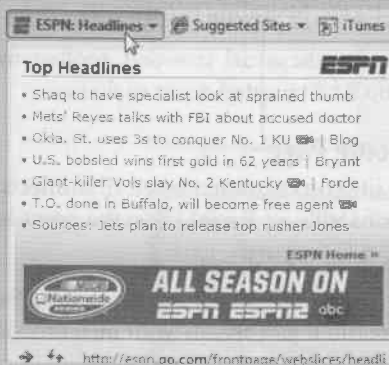 ESPN: Headlines Suggested Sites iTunes
Top Headlines ESPN
• Shaq to have specialist look at sprained thumb
• Mets' Reyes talks with FBI about accused doctor
• Okla. St. uses 3s to conquer No. 1 KU | Blog
• U.S. bobsled wins first gold in 62 years | Bryant
• Giant-killer Vols slay No. 2 Kentucky | Forde
• T.O. done in Buffalo, will become free agent
• Sources: Jets plan to release top rusher Jones
ESPN Home »
ALL SEASON ON
Nationwide
ESPN ESPN2 abc
http://espn.go.com/frontpage/webslices/headli